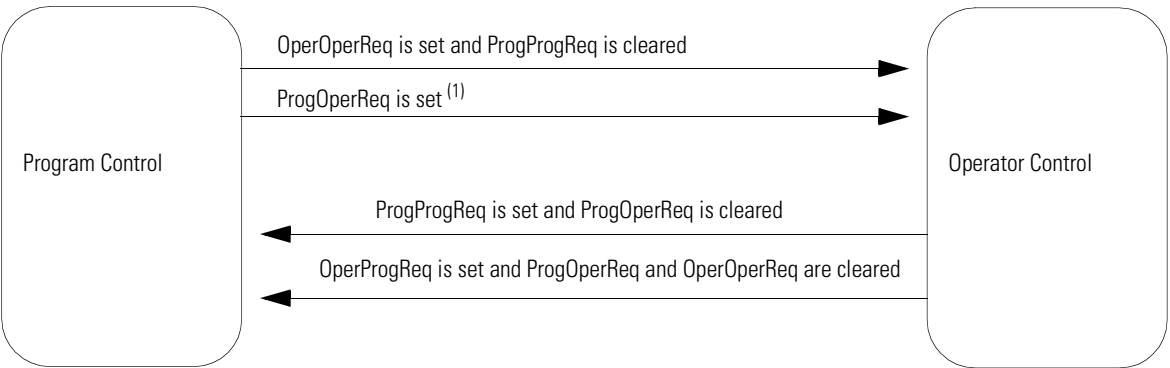 OperOperReq is set and ProgProgReq is cleared
ProgOperReq is set (1)
Program Control
Operator Control
ProgProgReq is set and ProgOperReq is cleared
OperProgReq is set and ProgOperReq and OperOperReq are cleared